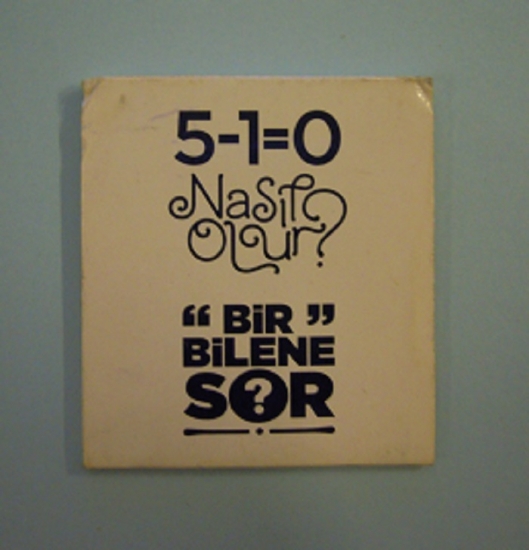 5-1=0
Nasıl
Olur?
“ BiR ”
BiLENE
SOR